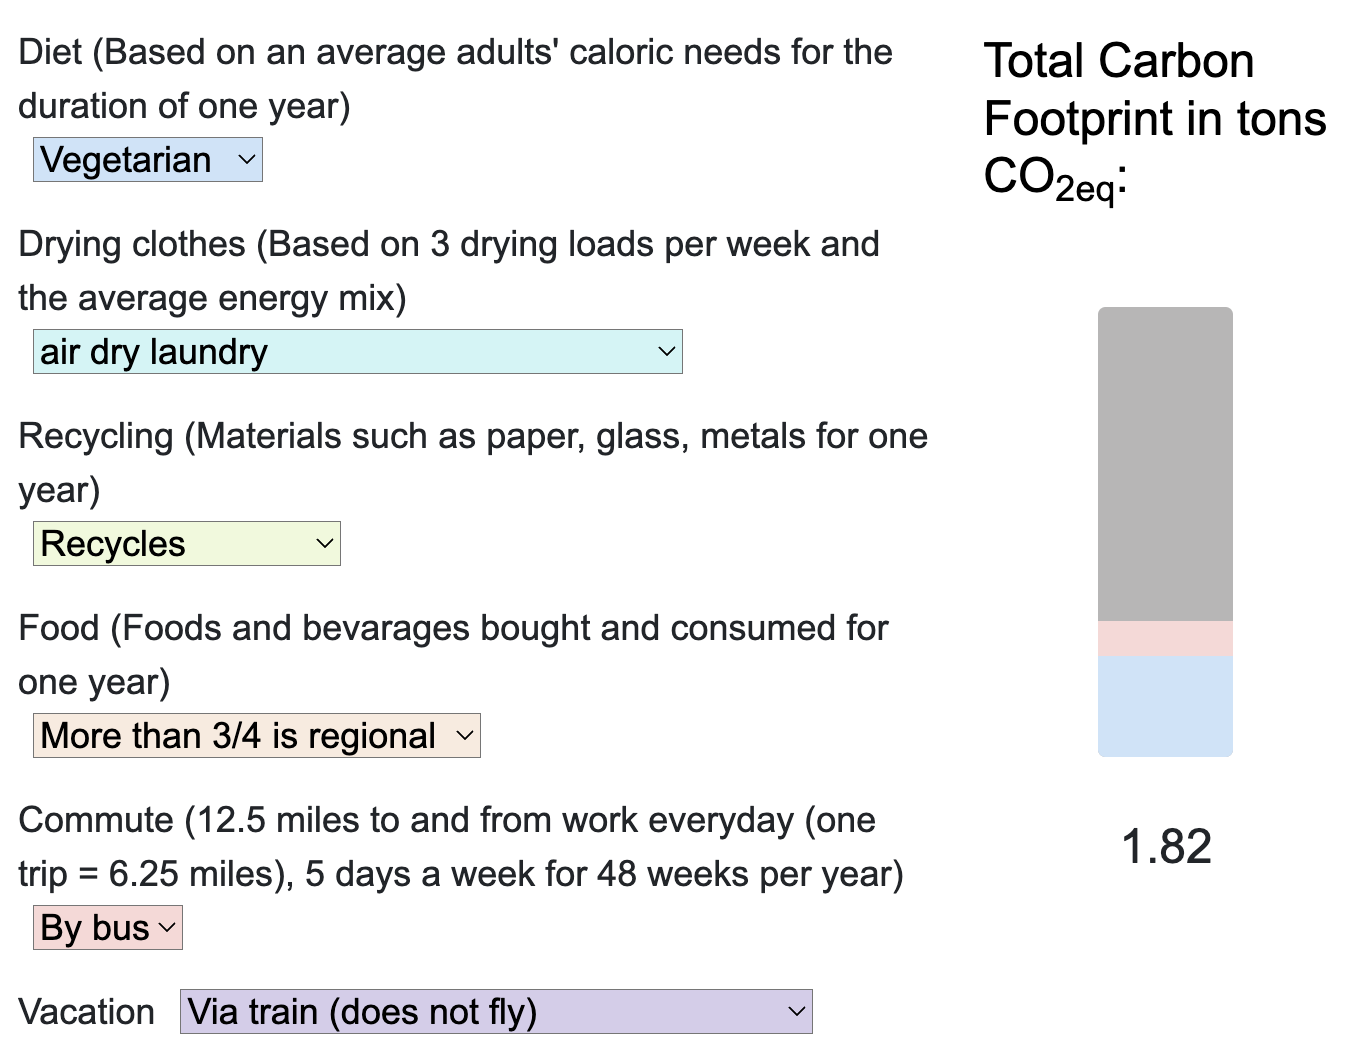 Diet (Based on an average adults' caloric needs for the
duration of one year)
Vegetarian
Drying clothes (Based on 3 drying loads per week and
the average energy mix)
air dry laundry
Recycling (Materials such as paper, glass, metals for one
year)
Recycles
Food (Foods and bevarages bought and consumed for
one year)
More than 3/4 is regional
Commute (12.5 miles to and from work everyday (one
trip = 6.25 miles), 5 days a week for 48 weeks per year)
By bus
Vacation Via train (does not fly)
Total Carbon
Footprint in tons
CO2eq:
1.82